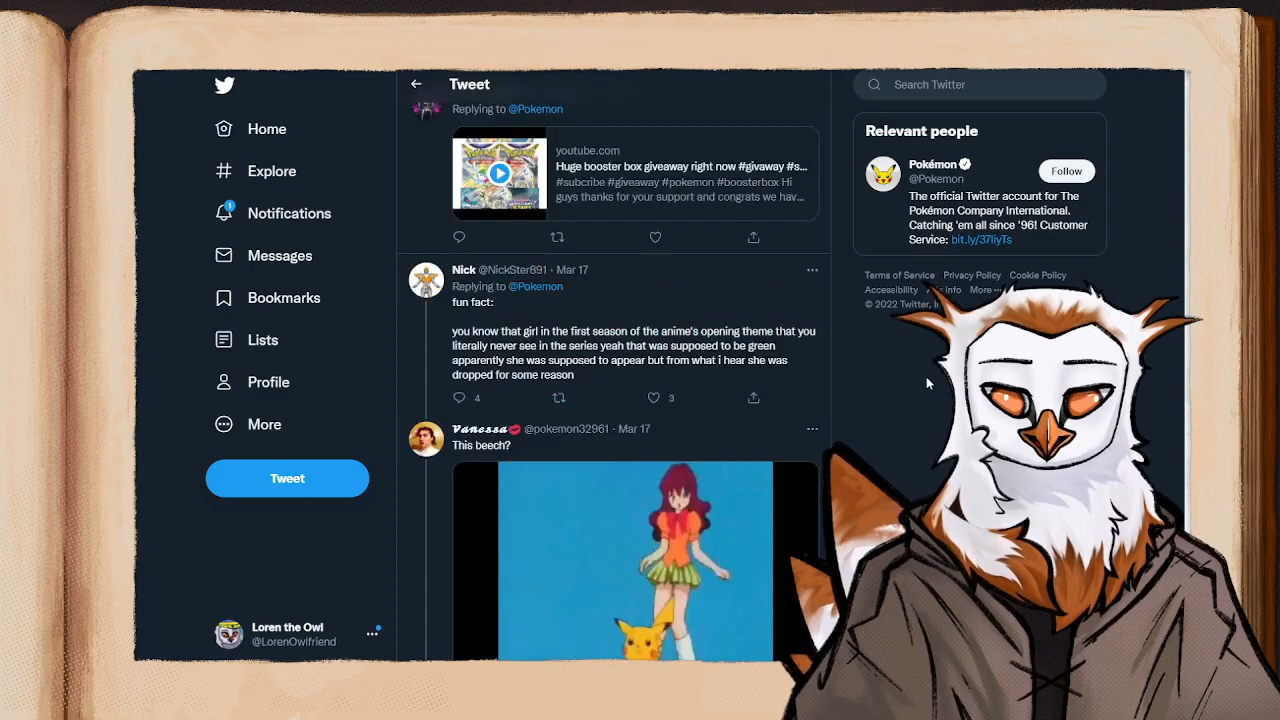 Home
Explore
1
Notifications
Messages
Bookmarks
Lists
Profile
More
Tweet
Loren the Owl
@LorenOwlfriend
Tweet
Replying to @Pokemon
youtube.com
Huge booster box giveaway right now #givaway #s...
#subcribe #giveaway #pokemon #boosterbox Hi
guys thanks for your support and congrats we hav...
Nick @NickSter891 · Mar 17
Replying to @Pokemon
fun fact:
you know that girl in the first season of the anime's opening theme that you
literally never see in the series yeah that was supposed to be green
apparently she was supposed to appear but from what i hear she was
dropped for some reason
4
3
𝓥𝓪𝓷𝓮𝓼𝓼𝓪💋 @pokemon32961 · Mar 17
This beech?
Search Twitter
Relevant people
Pokémon
@Pokemon
Follow
The official Twitter account for The
Pokémon Company International.
Catching 'em all since '96! Customer
Service: bit.ly/37IiyTs
Terms of Service Privacy Policy Cookie Policy
Accessibility Info More ···
© 2022 Twitter,